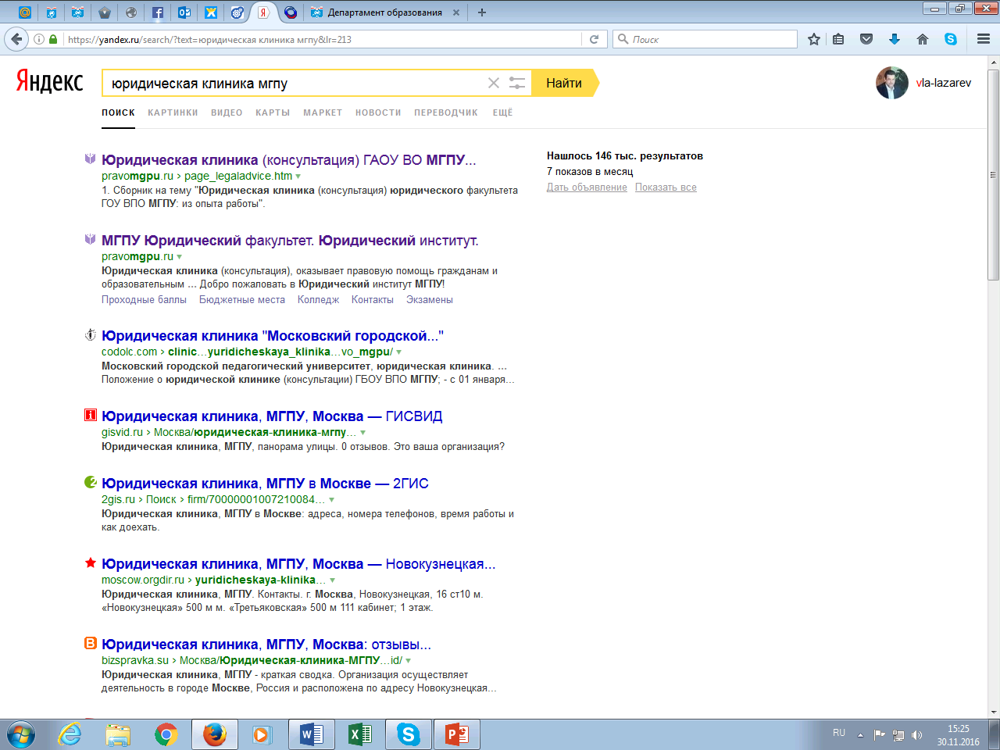 Департамент образования
https://yandex.ru/search/?text=юридическая клиника мгпу&lr=213
Поиск
Яндекс
юридическая клиника мгпу
Найти
vla-lazarev
ПОИСК КАРТИНКИ ВИДЕО КАРТЫ МАРКЕТ НОВОСТИ ПЕРЕВОДЧИК ЕЩЁ
Юридическая клиника (консультация) ГАОУ ВО МГПУ...
pravomgpu.ru › page_legaladvice.htm
1. Сборник на тему "Юридическая клиника (консультация) юридического факультета
ГОУ ВПО МГПУ: из опыта работы".
Нашлось 146 тыс. результатов
7 показов в месяц
Дать объявление Показать все
МГПУ Юридический факультет. Юридический институт.
pravomgpu.ru
Юридическая клиника (консультация), оказывает правовую помощь гражданам и
образовательным ... Добро пожаловать в Юридический институт МГПУ!
Проходные баллы Бюджетные места Колледж Контакты Экзамены
Юридическая клиника "Московский городской..."
codolc.com › clinic...yuridicheskaya_klinika...vo_mgpu/
Московский городской педагогический университет, юридическая клиника. ...
Положение о юридической клинике (консультации) ГБОУ ВПО МГПУ; - с 01 января...
Юридическая клиника, МГПУ, Москва — ГИСВИД
gisvid.ru › Москва/юридическая-клиника-мгпу...
Юридическая клиника, МГПУ, панорама улицы. 0 отзывов. Это ваша организация?
Юридическая клиника, МГПУ в Москве — 2ГИС
2gis.ru › Поиск › firm/70000001007210084...
Юридическая клиника, МГПУ в Москве: адреса, номера телефонов, время работы и
как доехать.
Юридическая клиника, МГПУ, Москва — Новокузнецкая...
moscow.orgdir.ru › yuridicheskaya-klinika...
Юридическая клиника, МГПУ. Контакты. г. Москва, Новокузнецкая, 16 ст10 м.
«Новокузнецкая» 500 м м. «Третьяковская» 500 м 111 кабинет; 1 этаж.
Юридическая клиника, МГПУ, Москва: отзывы...
bizspravka.su › Москва/Юридическая-клиника-МГПУ...id/
Юридическая клиника, МГПУ - краткая сводка. Организация осуществляет
деятельность в городе Москве, Россия и расположена по адресу Новокузнецкая...
RU
15:25
30.11.2016